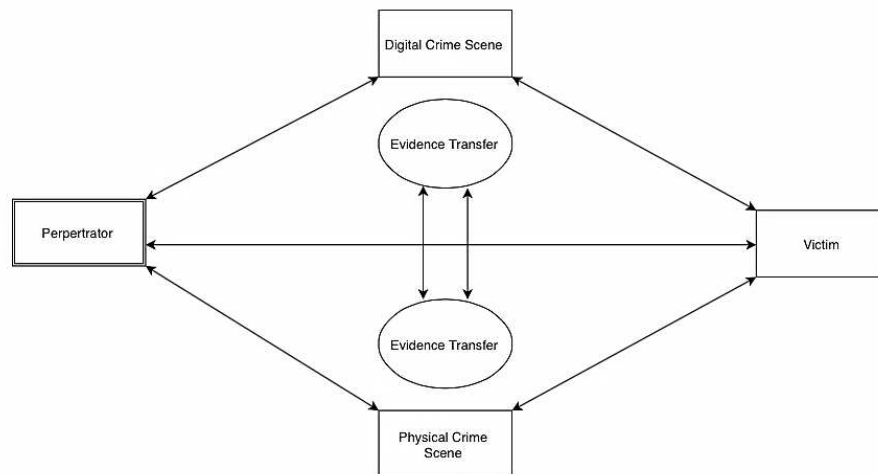 Digital Crime Scene
Evidence Transfer
Perpertrator
Victim
Evidence Transfer
Physical Crime
Scene